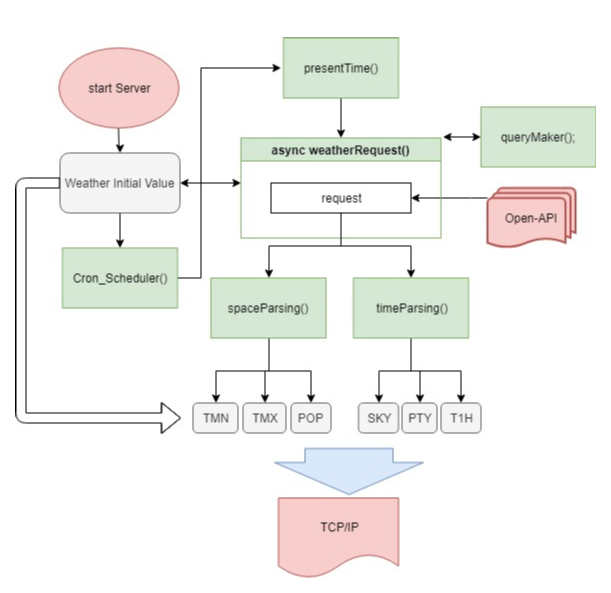 presentTime()
start Server
async weatherRequest()
queryMaker();
Weather Initial Value
request
Open-API
Cron_Scheduler()
spaceParsing()
timeParsing()
TMN
TMX
POP
SKY
PTY
T1H
TCP/IP